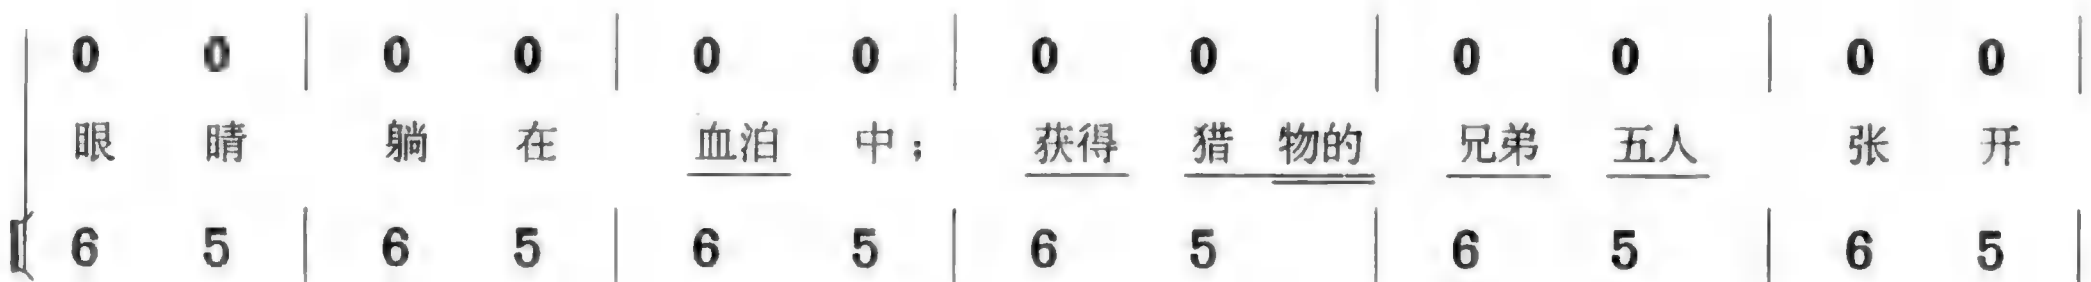 0 0 | 0 0 | 0 0 | 0 0 | 0 0 | 0 0 |
眼 睛 躺 在 血泊 中； 获得 猎 物的 兄弟 五人 张 开
6 5 | 6 5 | 6 5 | 6 5 | 6 5 | 6 5 |